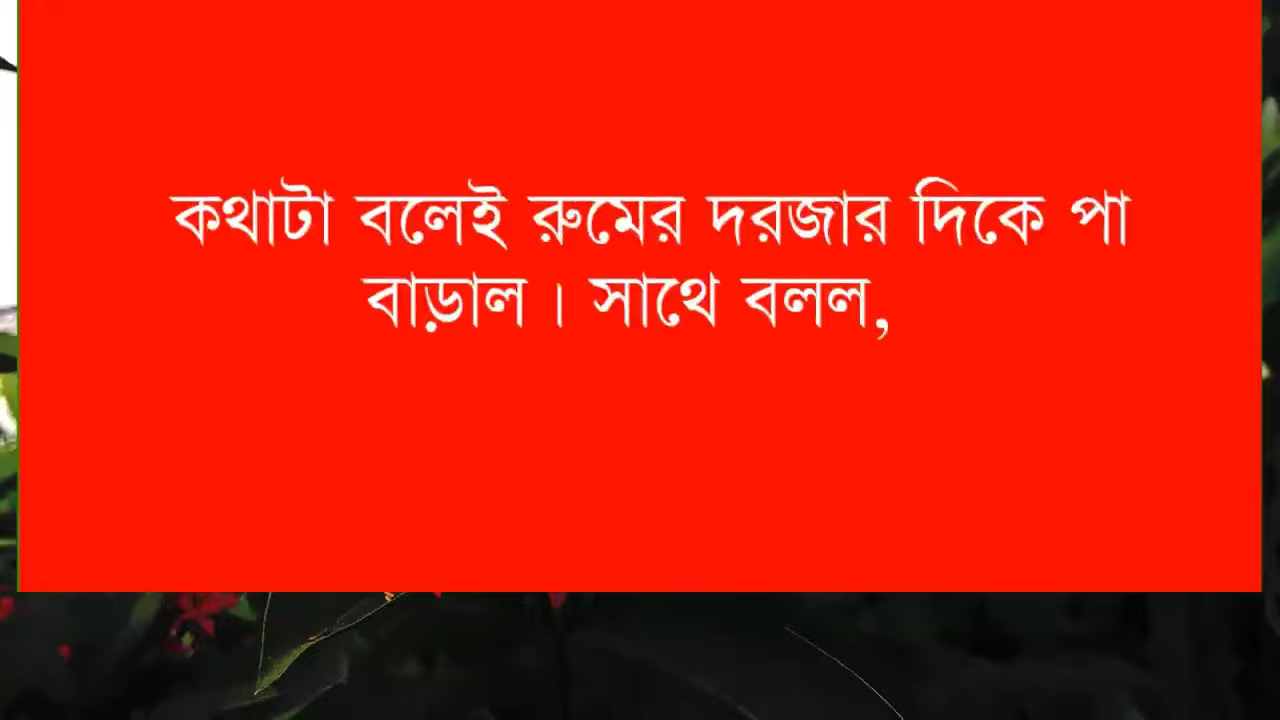 কথাটা বলেই রুমের দরজার দিকে পা
বাড়াল । সাথে বলল,